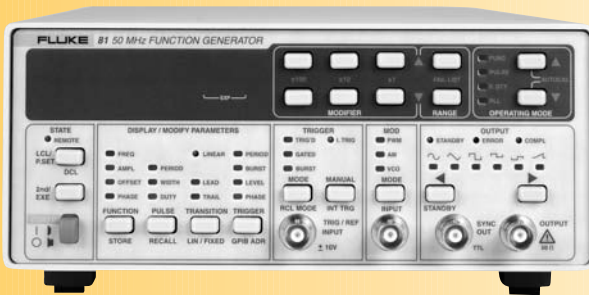 FLUKE 81 50 MHz FUNCTION GENERATOR
EXP
MODIFIER
FAIL LIST
RANGE
FUNC
PULSE
PLL
AUTOCAL
OPERATING MODE
STATE
REMOTE
LCL/
P.SET
DCL
2nd/
EXE
DISPLAY / MODIFY PARAMETERS
FREQ LINEAR PERIOD
AMPL PERIOD BURST
OFFSET WIDTH LEAD LEVEL
PHASE DUTY TRAIL PHASE
FUNCTION PULSE TRANSITION TRIGGER
STORE RECALL LIN / FIXED GPIB ADR
TRIGGER
TRIG'D L TRIG
GATED
BURST
MODE MANUAL
RCL MODE INT TRG
TRIG / REF
INPUT
± 10V
MOD
PWM
AM
VCO
MODE
INPUT
OUTPUT
STANDBY ERROR COMPL
STANDBY
SYNC
OUT
TTL
OUTPUT
50 Ω